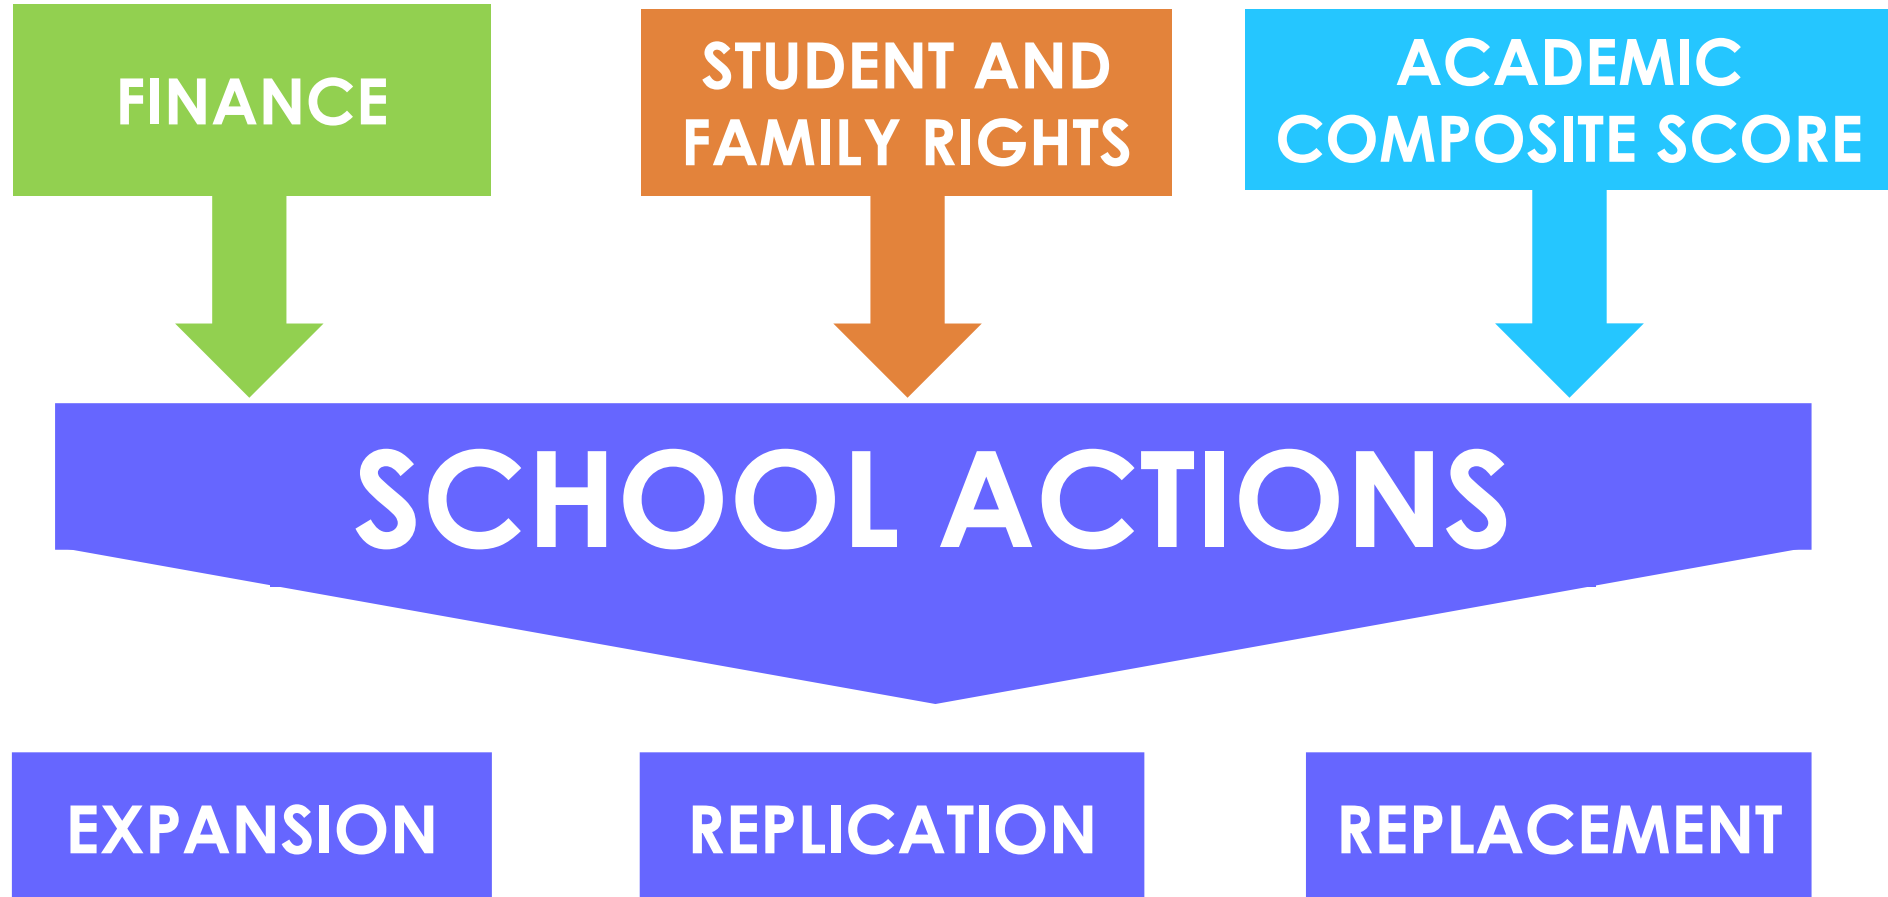 FINANCE
STUDENT AND
FAMILY RIGHTS
ACADEMIC
COMPOSITE SCORE
SCHOOL ACTIONS
EXPANSION
REPLICATION
REPLACEMENT